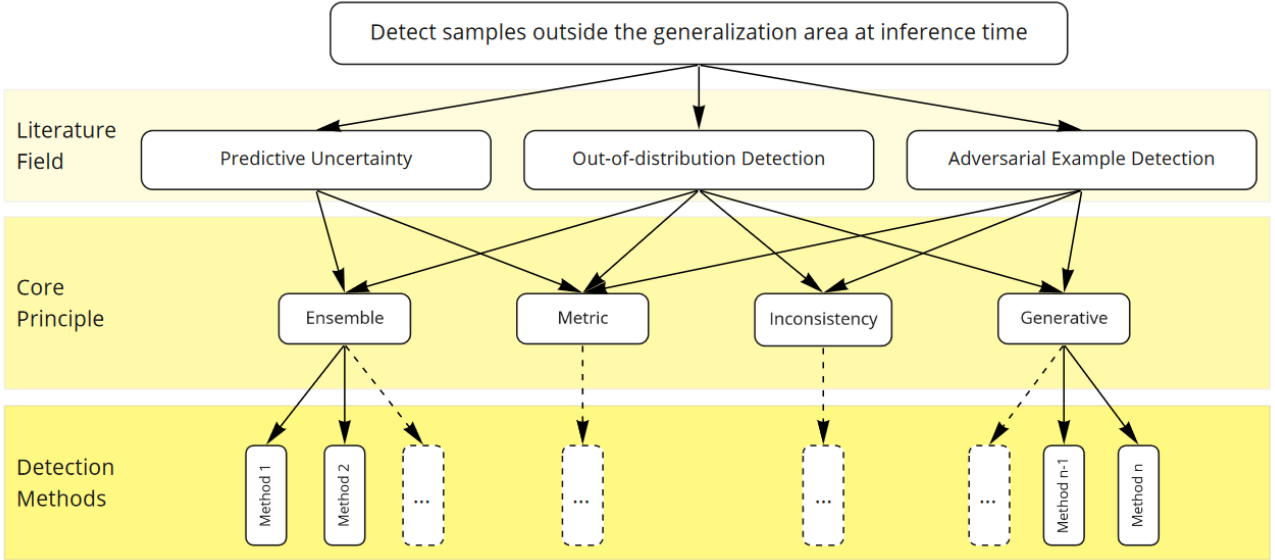 Detect samples outside the generalization area at inference time
Literature
Field
Predictive Uncertainty
Out-of-distribution Detection
Adversarial Example Detection
Core
Principle
Ensemble
Metric
Inconsistency
Generative
Detection
Methods
Method 1
Method 2
...
...
...
...
Method n-1
Method n